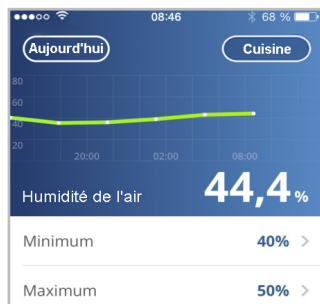 08:46
68 %
Aujourd'hui
Cuisine
80
60
40
20
20:00 02:00 08:00
Humidité de l'air
44,4 %
Minimum 40%
Maximum 50%